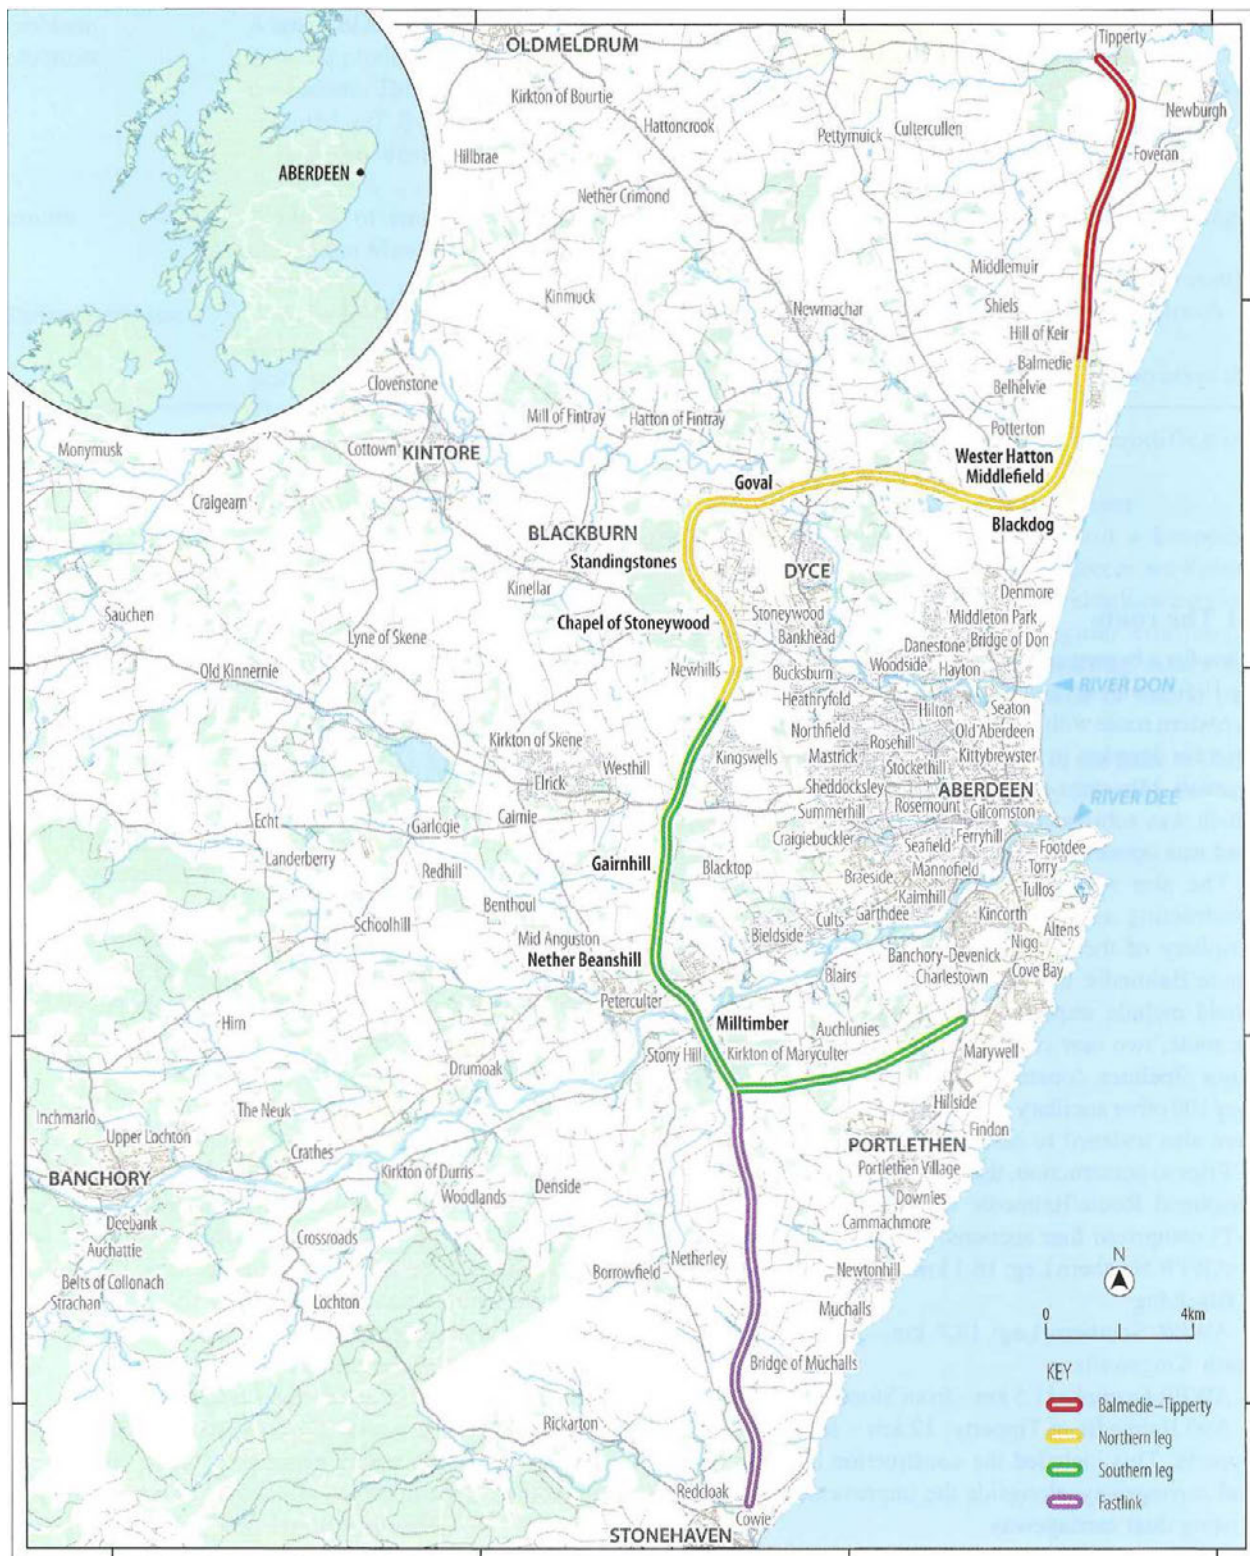 Tipperty
OLDMELDRUM
Kirkton of Bourtie
Newburgh
Hattoncrook
Pettymuick
Cultercullen
Hillbrae
Foveran
ABERDEEN
Nether Crimond
Middlemuir
Kinmuck
Newmachar
Shiels
Hill of Keir
Balmedie
Clovenstone
Belhelvie
Mill of Fintray
Hatton of Fintray
Potterton
Monymusk
Cottown
KINTORE
Wester Hatton
Middlefield
Goval
Craigearn
Blackdog
BLACKBURN
Standingstones
DYCE
Kinellar
Denmore
Sauchen
Stoneywood
Middleton Park
Chapel of Stoneywood
Bankhead
Bridge of Don
Lyne of Skene
Danestone
Old Kinnernie
Newhills
Bucksburn
Woodside
Hayton
RIVER DON
Heathryfold
Hilton
Seaton
Northfield
Old Aberdeen
Kirkton of Skene
Rosehill
Mastrick
Kingswells
Kittybrewster
Westhill
Stockethill
Elrick
Sheddocksley
ABERDEEN
RIVER DEE
Rosemount
Summerhill
Gilcomston
Echt
Garlogie
Cairnie
Craigiebuckler
Ferryhill
Seafield
Footdee
Landerberry
Redhill
Gairnhill
Blacktop
Mannofield
Torry
Braeside
Tullos
Kaimhill
Benthoul
Garthdee
Kincorth
Schoolhill
Cults
Altens
Mid Anguston
Bieldside
Nigg
Nether Beanshill
Banchory-Devenick
Charlestown
Cove Bay
Blairs
Peterculter
Hirn
Milltimber
Auchlunies
Marywell
Stony Hill
Kirkton of Maryculter
Drumoak
The Neuk
Hillside
Inchmarlo
Findon
Upper Lochton
PORTLETHEN
Crathes
BANCHORY
Kirkton of Durris
Portlethen Village
Woodlands
Denside
Downies
Deebank
Cammachmore
Auchattie
Crossroads
Netherley
N
Borrowfield
Newtonhill
Belts of Collonach
Strachan
Lochton
Muchalls
0 4km
Bridge of Muchalls
KEY
Balmedie–Tipperty
Rickarton
Northern leg
Southern leg
Redcloak
Fastlink
Cowie
STONEHAVEN